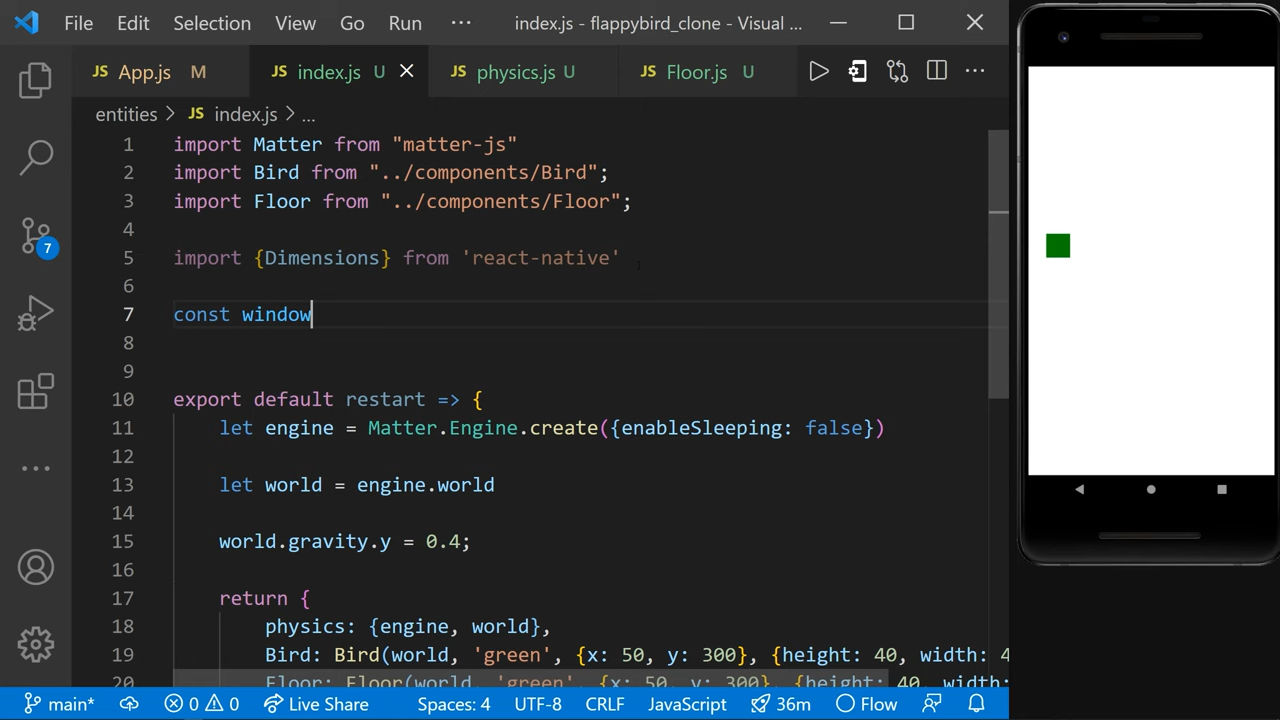 File Edit Selection View Go Run ··· index.js - flappybird_clone - Visual ...
JS App.js M JS index.js U JS physics.js U JS Floor.js U
entities > JS index.js > ...
1 import Matter from "matter-js"
2 import Bird from "../components/Bird";
3 import Floor from "../components/Floor";
4
5 import {Dimensions} from 'react-native'
6
7 const window
8
9
10 export default restart => {
11 let engine = Matter.Engine.create({enableSleeping: false})
12
13 let world = engine.world
14
15 world.gravity.y = 0.4;
16
17 return {
18 physics: {engine, world},
19 Bird: Bird(world, 'green', {x: 50, y: 300}, {height: 40, width: 4
20 Floor: Floor(world, 'green', {x: 50, y: 300}, {height: 40, width:
7
main* 0 0 Live Share Spaces: 4 UTF-8 CRLF JavaScript 36m Flow